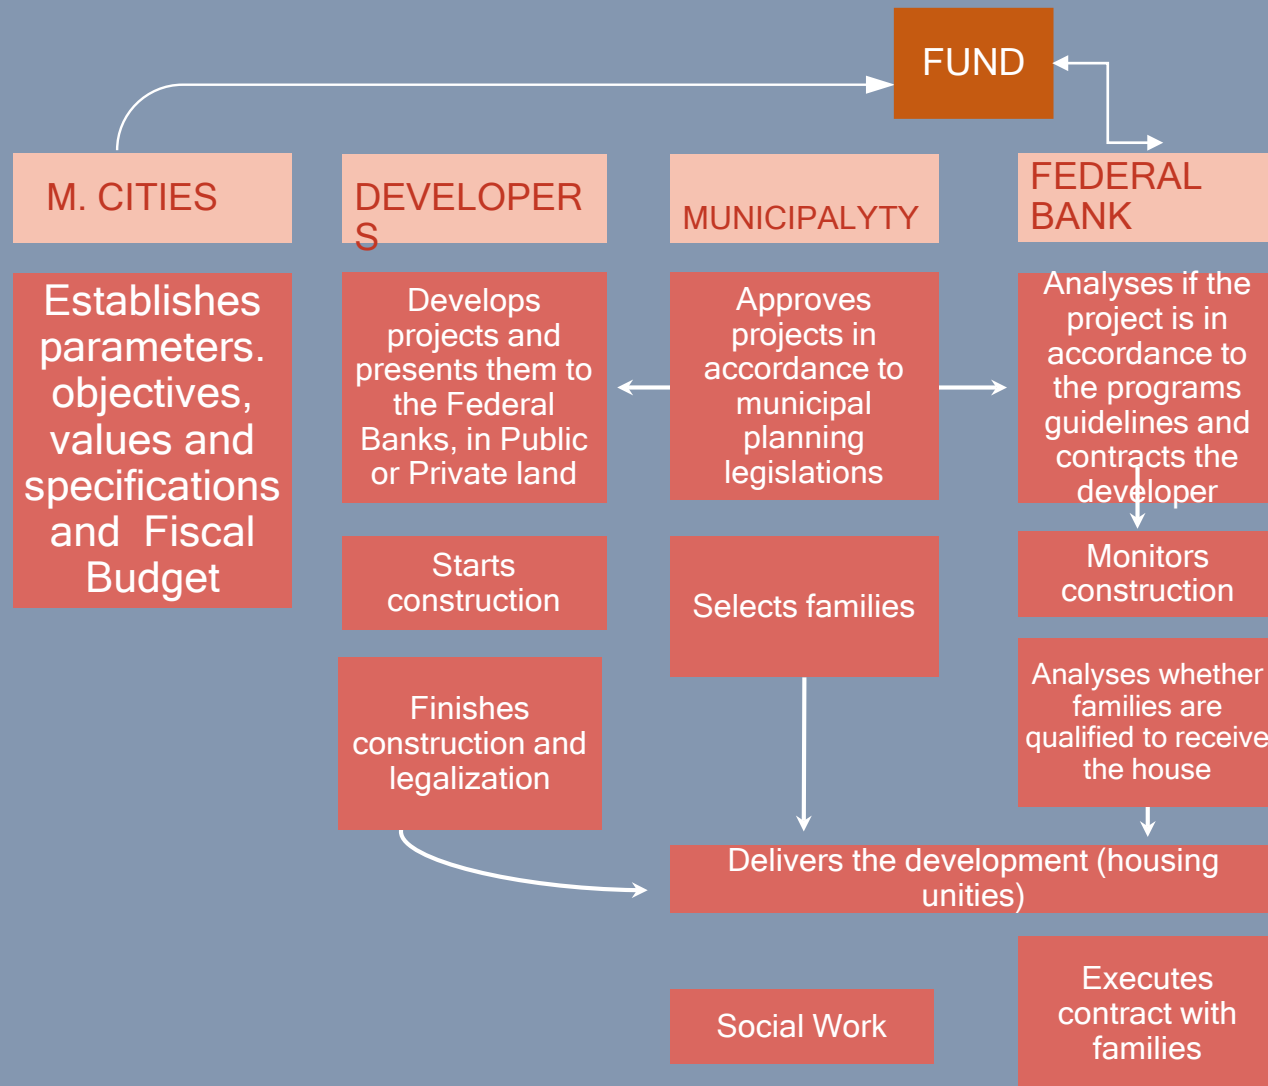 FUND
M. CITIES
DEVELOPER
S
MUNICIPALYTY
FEDERAL
BANK
Establishes
parameters.
objectives,
values and
specifications
and Fiscal
Budget
Develops
projects and
presents them to
the Federal
Banks, in Public
or Private land
Approves
projects in
accordance to
municipal
planning
legislations
Analyses if the
project is in
accordance to
the programs
guidelines and
contracts the
developer
Starts
construction
Selects families
Monitors
construction
Finishes
construction and
legalization
Analyses whether
families are
qualified to receive
the house
Delivers the development (housing
unities)
Social Work
Executes
contract with
families